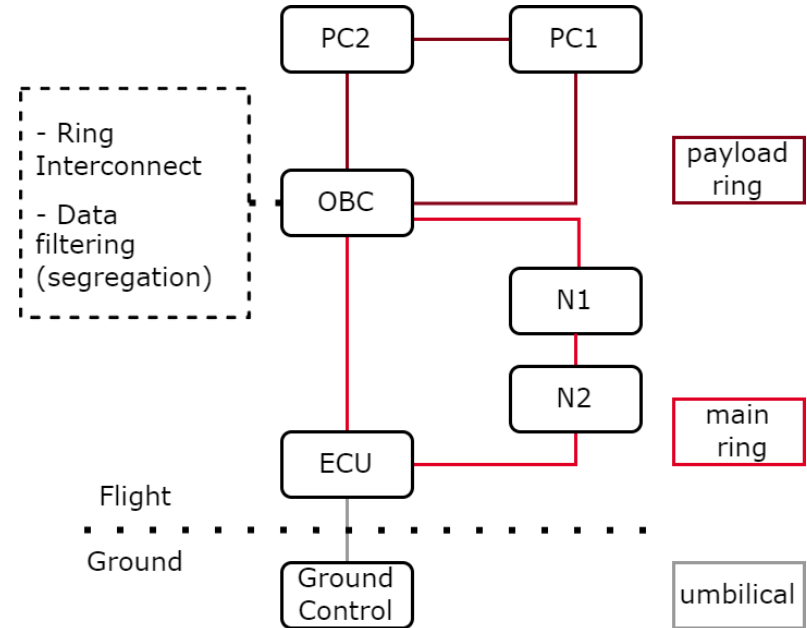 PC2
PC1
- Ring
Interconnect
- Data
filtering
(segregation)
OBC
payload
ring
N1
N2
main
ring
ECU
Flight
Ground
Ground
Control
umbilical